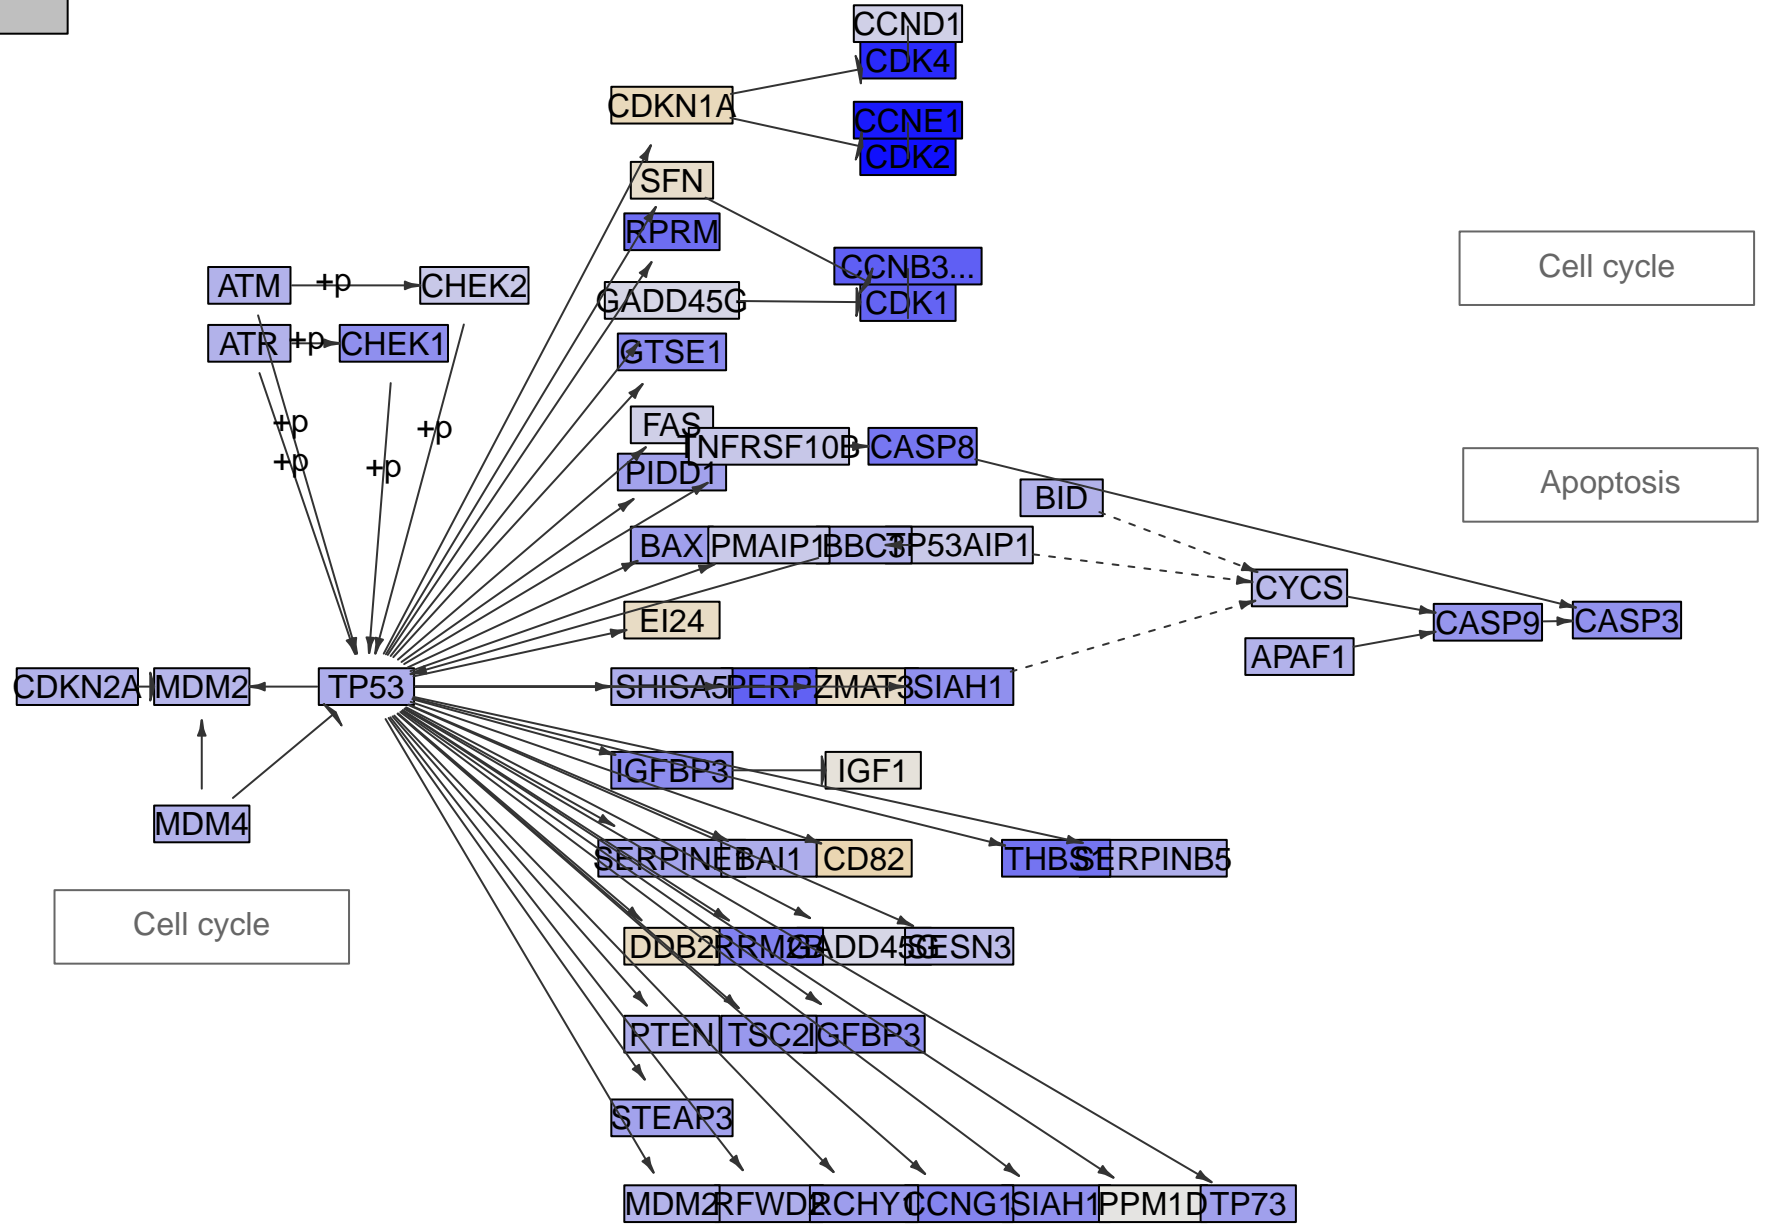 CCND1
CDK4
CDKN1A
CCNE1
CDK2
SFN
RPRM
Cell cycle
CCNB3...
ATM +p CHEK2
GADD45G
CDK1
ATR +p CHEK1
GTSE1
+p
+p
FAS
TNFRSF10B
CASP8
+p
+p
PIDD1
Apoptosis
BID
BAX PMAIP1 BBC3 TP53AIP1
CYCS
EI24
CASP9
CASP3
APAF1
CDKN2A MDM2 TP53 SHISA5 PERP ZMAT3 SIAH1
IGFBP3 IGF1
MDM4
SERPINE1 BAI1 CD82 THBS1 SERPINB5
Cell cycle
DDB2 RRM2B GADD45G SESN3
PTEN TSC2 IGFBP3
STEAP3
MDM2 RFWD2 RCHY1 CCNG1 SIAH1 PPM1D TP73